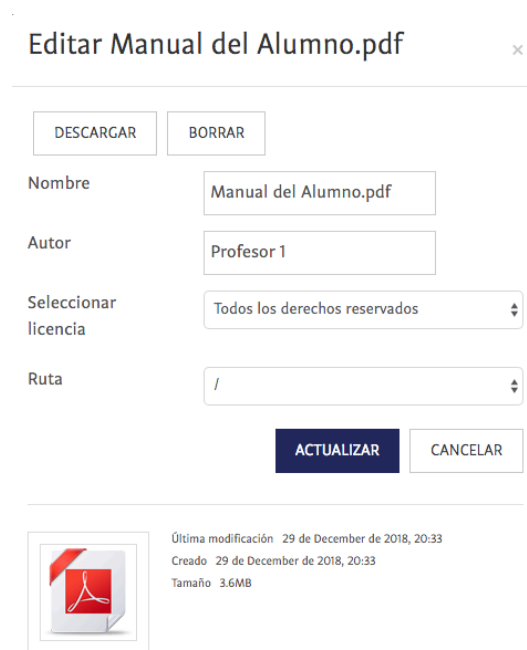 Editar Manual del Alumno.pdf ×
DESCARGAR BORRAR
Nombre Manual del Alumno.pdf
Autor Profesor 1
Seleccionar licencia Todos los derechos reservados
Ruta /
ACTUALIZAR CANCELAR
Última modificación 29 de December de 2018, 20:33
Creado 29 de December de 2018, 20:33
Tamaño 3.6MB